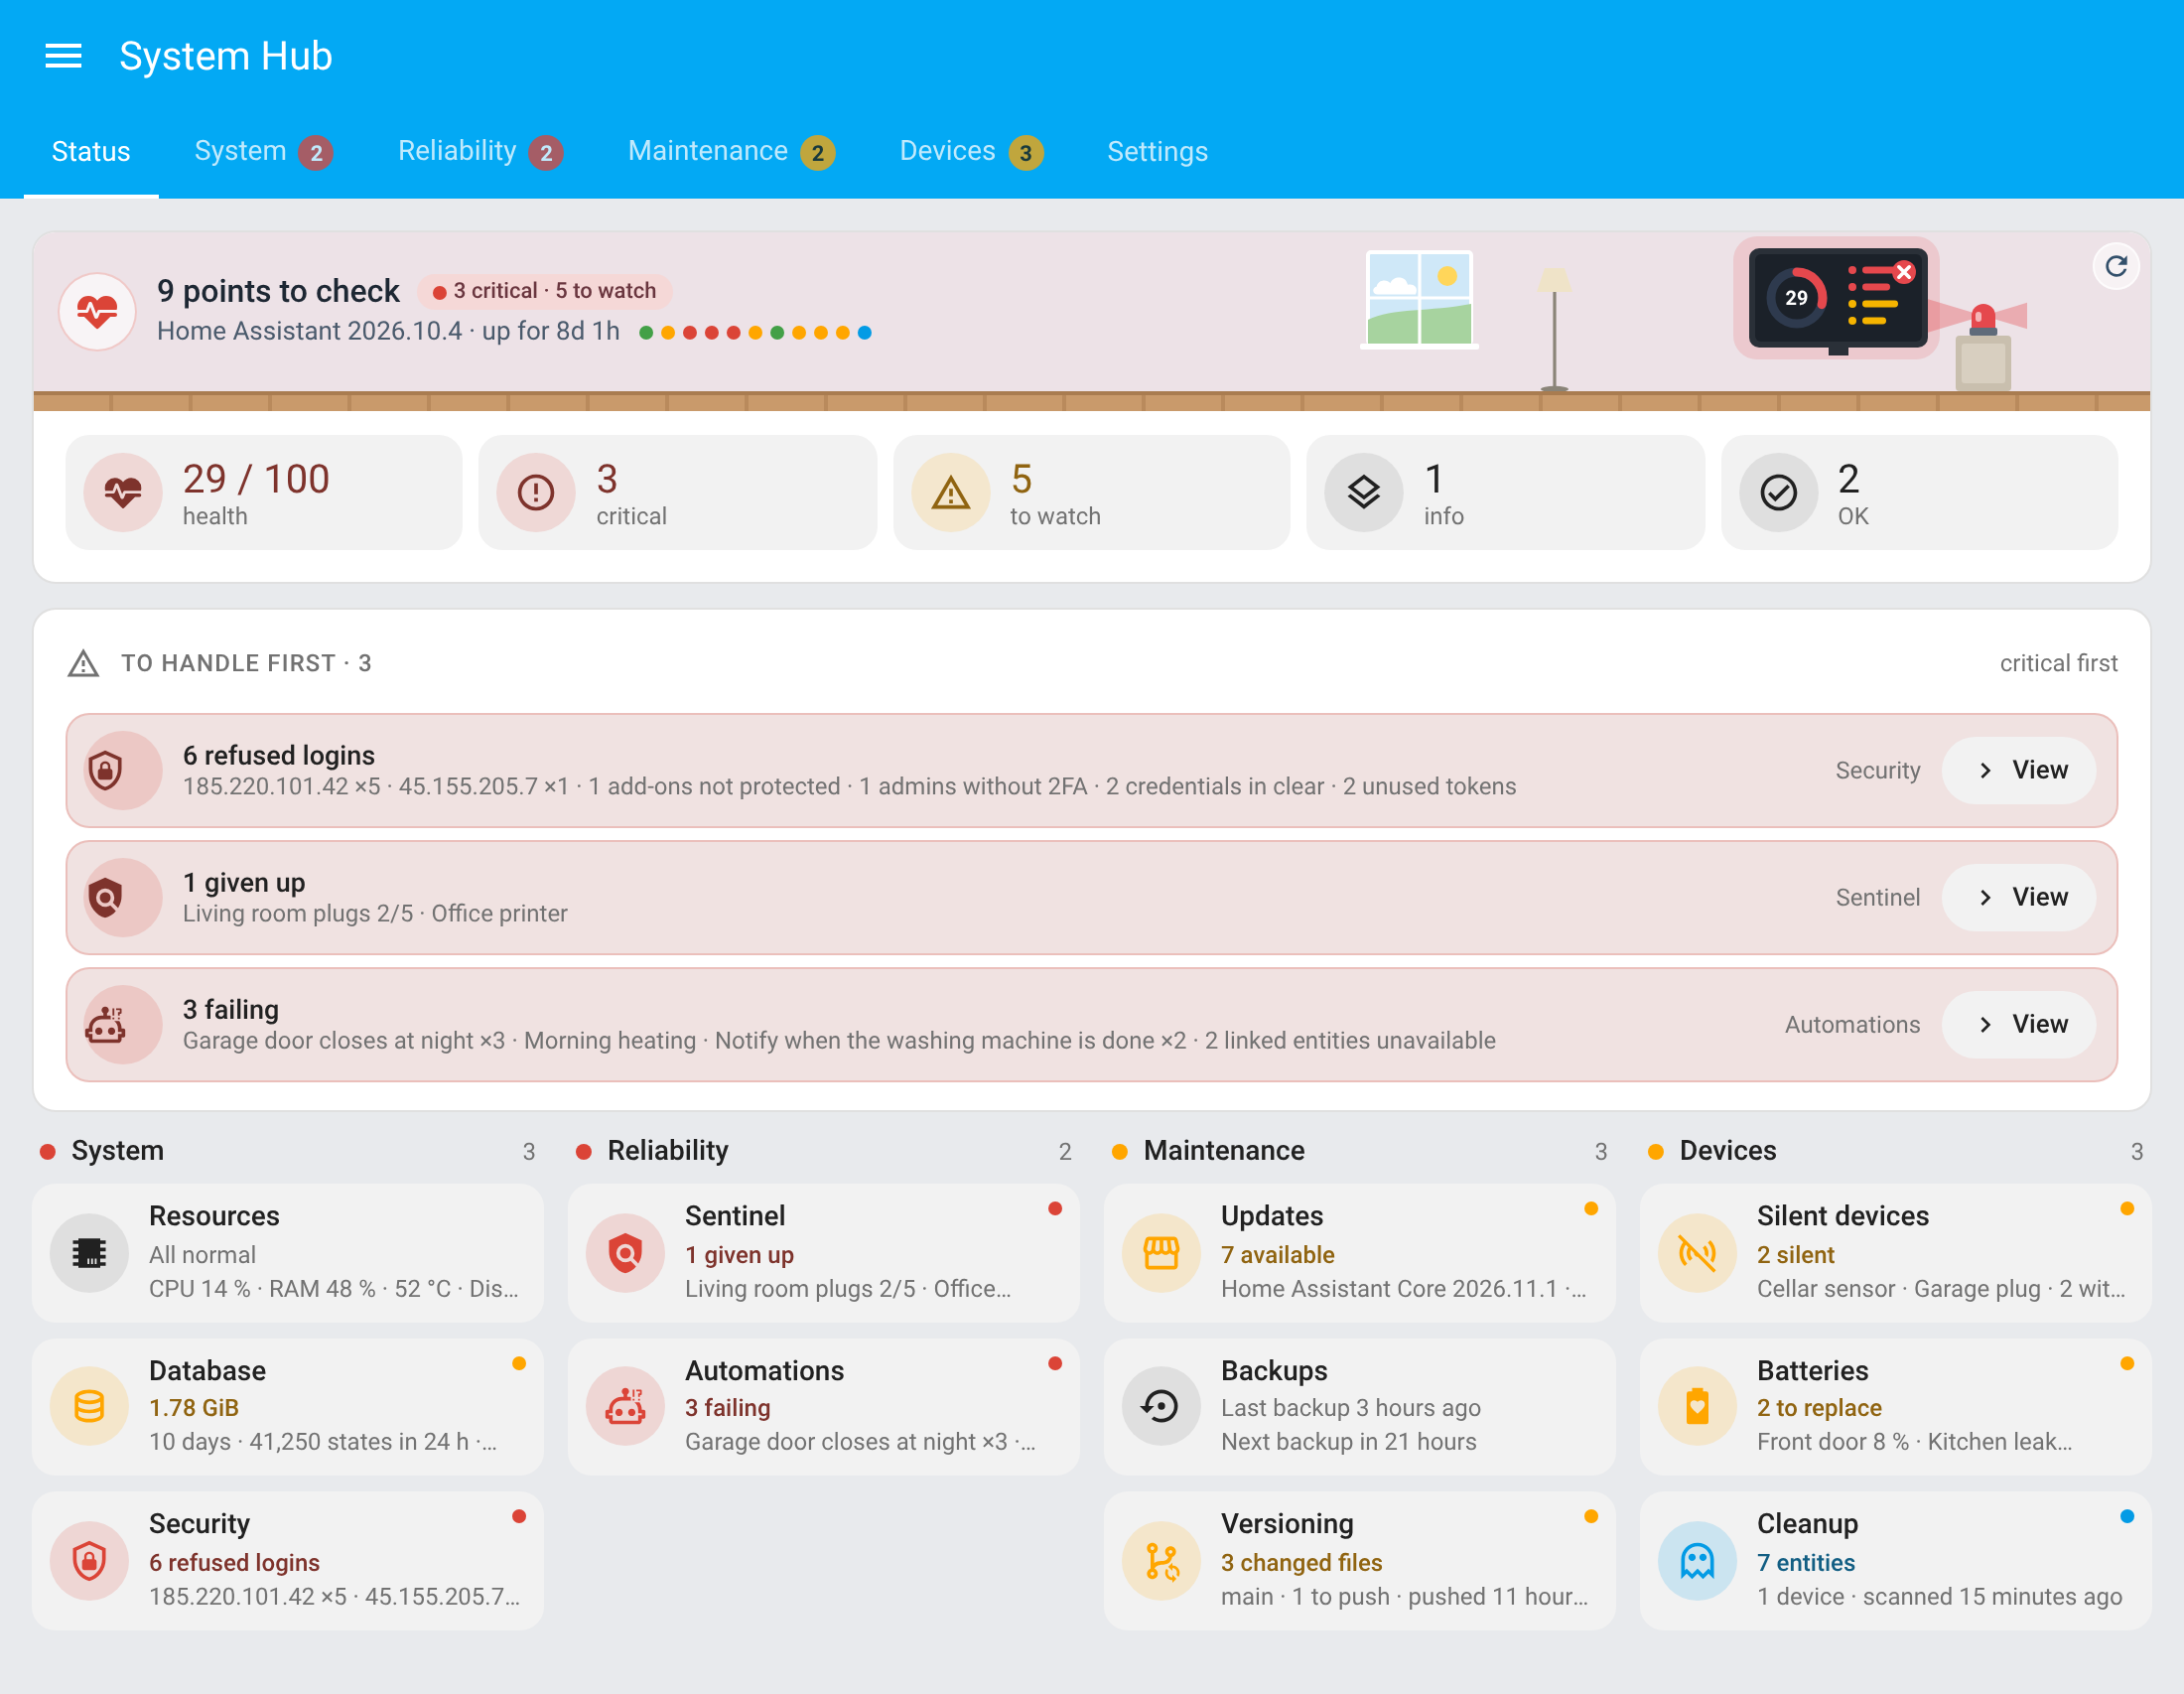 System Hub
Status
System 2
Reliability 2
Maintenance 2
Devices 3
Settings
9 points to check
3 critical · 5 to watch
Home Assistant 2026.10.4 · up for 8d 1h
29
29 / 100
health
3
critical
5
to watch
1
info
2
OK
TO HANDLE FIRST · 3
critical first
6 refused logins
185.220.101.42 ×5 · 45.155.205.7 ×1 · 1 add-ons not protected · 1 admins without 2FA · 2 credentials in clear · 2 unused tokens
Security
View
1 given up
Living room plugs 2/5 · Office printer
Sentinel
View
3 failing
Garage door closes at night ×3 · Morning heating · Notify when the washing machine is done ×2 · 2 linked entities unavailable
Automations
View
System 3
Resources
All normal
CPU 14 % · RAM 48 % · 52 °C · Dis...
Database
1.78 GiB
10 days · 41,250 states in 24 h ·...
Security
6 refused logins
185.220.101.42 ×5 · 45.155.205.7...
Reliability 2
Sentinel
1 given up
Living room plugs 2/5 · Office...
Automations
3 failing
Garage door closes at night ×3 ·...
Maintenance 3
Updates
7 available
Home Assistant Core 2026.11.1 ·...
Backups
Last backup 3 hours ago
Next backup in 21 hours
Versioning
3 changed files
main · 1 to push · pushed 11 hour...
Devices 3
Silent devices
2 silent
Cellar sensor · Garage plug · 2 wit...
Batteries
2 to replace
Front door 8 % · Kitchen leak...
Cleanup
7 entities
1 device · scanned 15 minutes ago